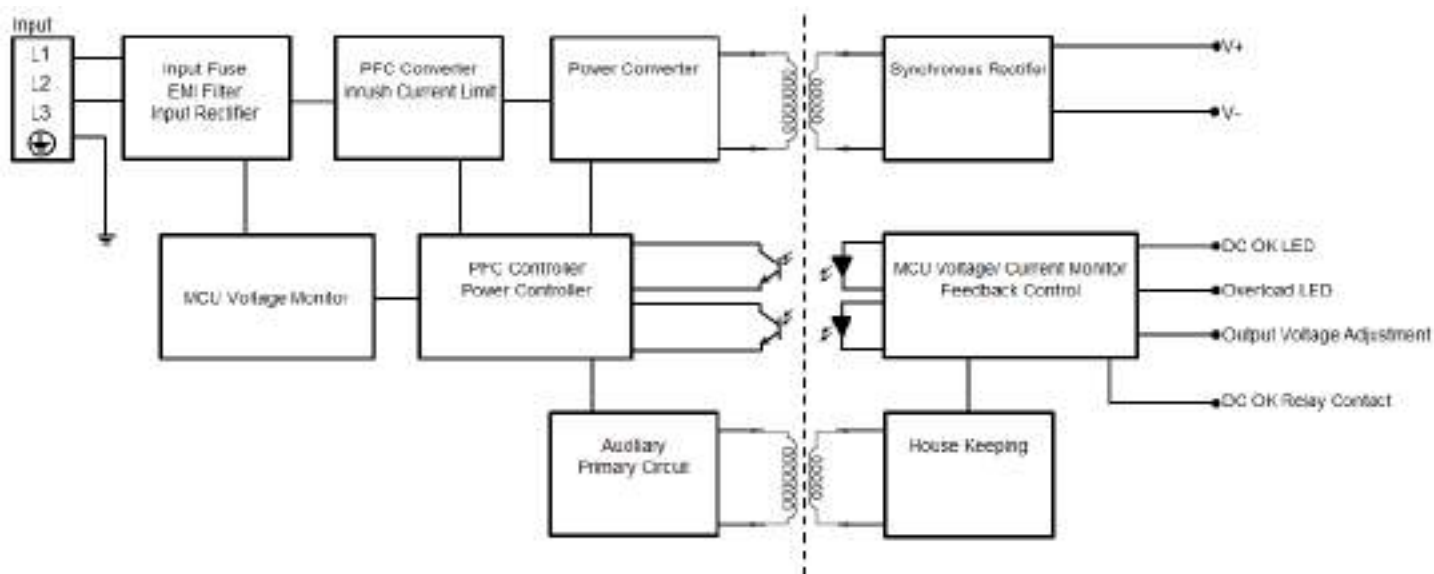 Input
L1
L2
L3
Input Fuse
EMI Filter
Input Rectifier
PFC Converter
Inrush Current Limit
Power Converter
Synchronous Rectifier
V+
V-
MCU Voltage Monitor
PFC Controller
Power Controller
MCU Voltage/ Current Monitor
Feedback Control
DC OK LED
Overload LED
Output Voltage Adjustment
DC OK Relay Contact
Auxiliary
Primary Circuit
House Keeping